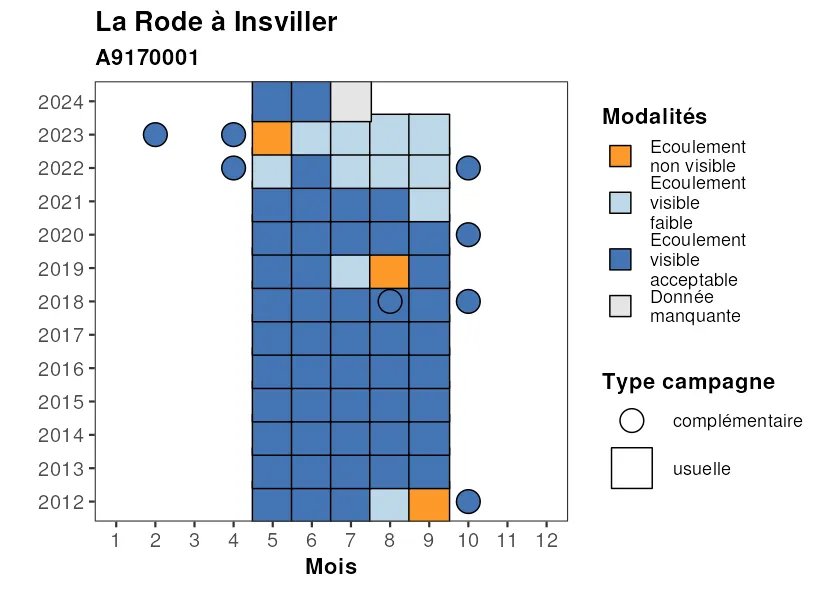 La Rode à Insviller
A9170001
2024
2023
2022
2021
2020
2019
2018
2017
2016
2015
2014
2013
2012
1 2 3 4 5 6 7 8 9 10 11 12
Mois
Modalités
Ecoulement
non visible
Ecoulement
visible
faible
Ecoulement
visible
acceptable
Donnée
manquante
Type campagne
complémentaire
usuelle